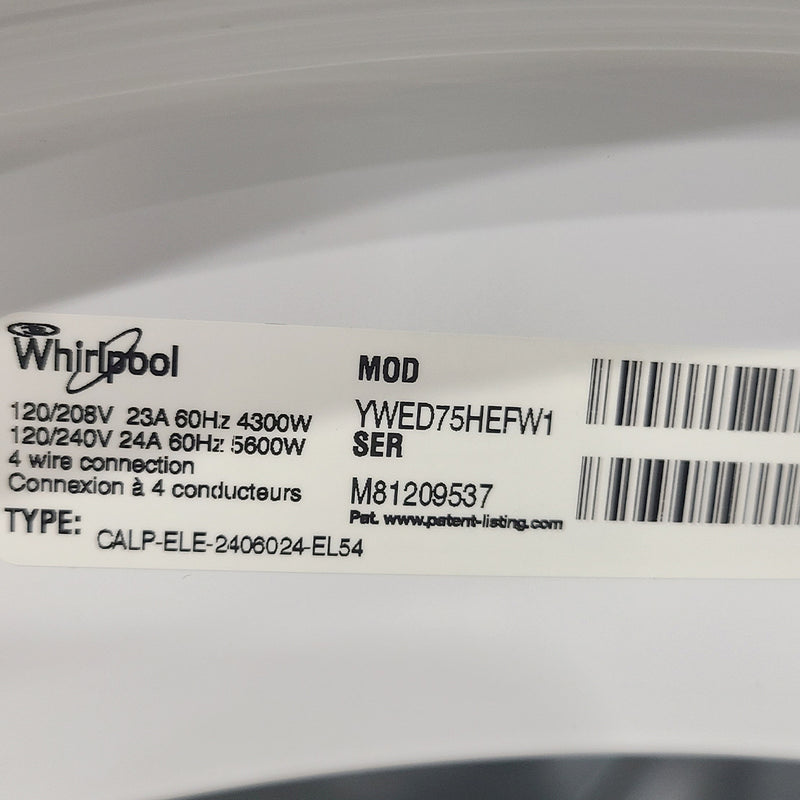 Whirlpool
120/208V 23A 60Hz 4300W
120/240V 24A 60Hz 5600W
4 wire connection
Connexion à 4 conducteurs
TYPE: CALP-ELE-2406024-EL54
MOD
YWED75HEFW1
SER
M81209537
Pat. www.patent-listing.com